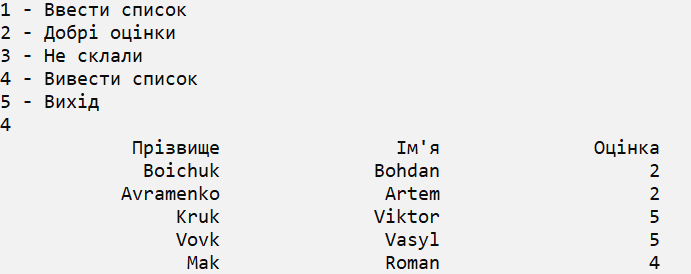 1 - Ввести список
2 - Добрі оцінки
3 - Не склали
4 - Вивести список
5 - Вихід
4
Прізвище Ім'я Оцінка
Boichuk Bohdan 2
Avramenko Artem 2
Kruk Viktor 5
Vovk Vasyl 5
Mak Roman 4